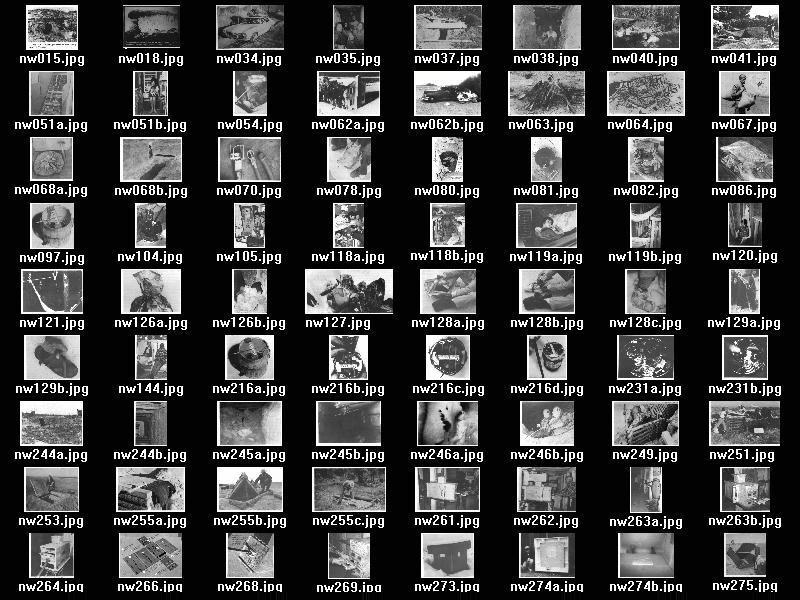 nw015.jpg nw018.jpg nw034.jpg nw035.jpg nw037.jpg nw038.jpg nw040.jpg nw041.jpg
nw051a.jpg nw051b.jpg nw054.jpg nw062a.jpg nw062b.jpg nw063.jpg nw064.jpg nw067.jpg
nw068a.jpg nw068b.jpg nw070.jpg nw078.jpg nw080.jpg nw081.jpg nw082.jpg nw086.jpg
nw097.jpg nw104.jpg nw105.jpg nw118a.jpg nw118b.jpg nw119a.jpg nw119b.jpg nw120.jpg
nw121.jpg nw126a.jpg nw126b.jpg nw127.jpg nw128a.jpg nw128b.jpg nw128c.jpg nw129a.jpg
nw129b.jpg nw144.jpg nw216a.jpg nw216b.jpg nw216c.jpg nw216d.jpg nw231a.jpg nw231b.jpg
nw244a.jpg nw244b.jpg nw245a.jpg nw245b.jpg nw246a.jpg nw246b.jpg nw249.jpg nw251.jpg
nw253.jpg nw255a.jpg nw255b.jpg nw255c.jpg nw261.jpg nw262.jpg nw263a.jpg nw263b.jpg
nw264.jpg nw266.jpg nw268.jpg nw269.jpg nw273.jpg nw274a.jpg nw274b.jpg nw275.jpg